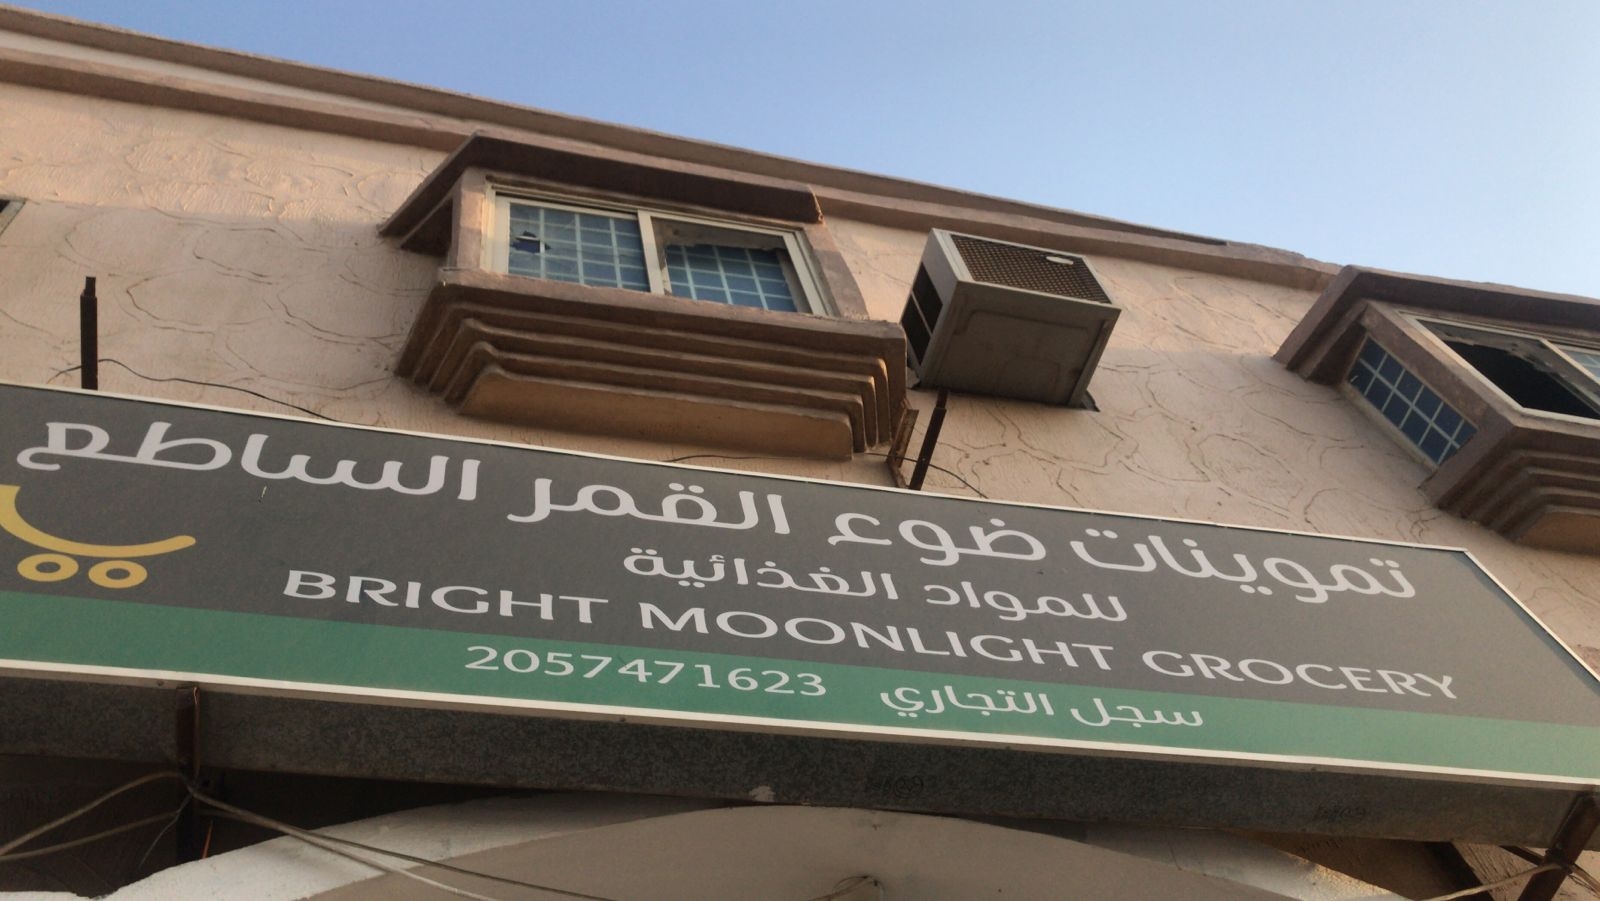 تموينات ضوء القمر الساطع
للمواد الغذائية
BRIGHT MOONLIGHT GROCERY
سجل التجاري 2057471623